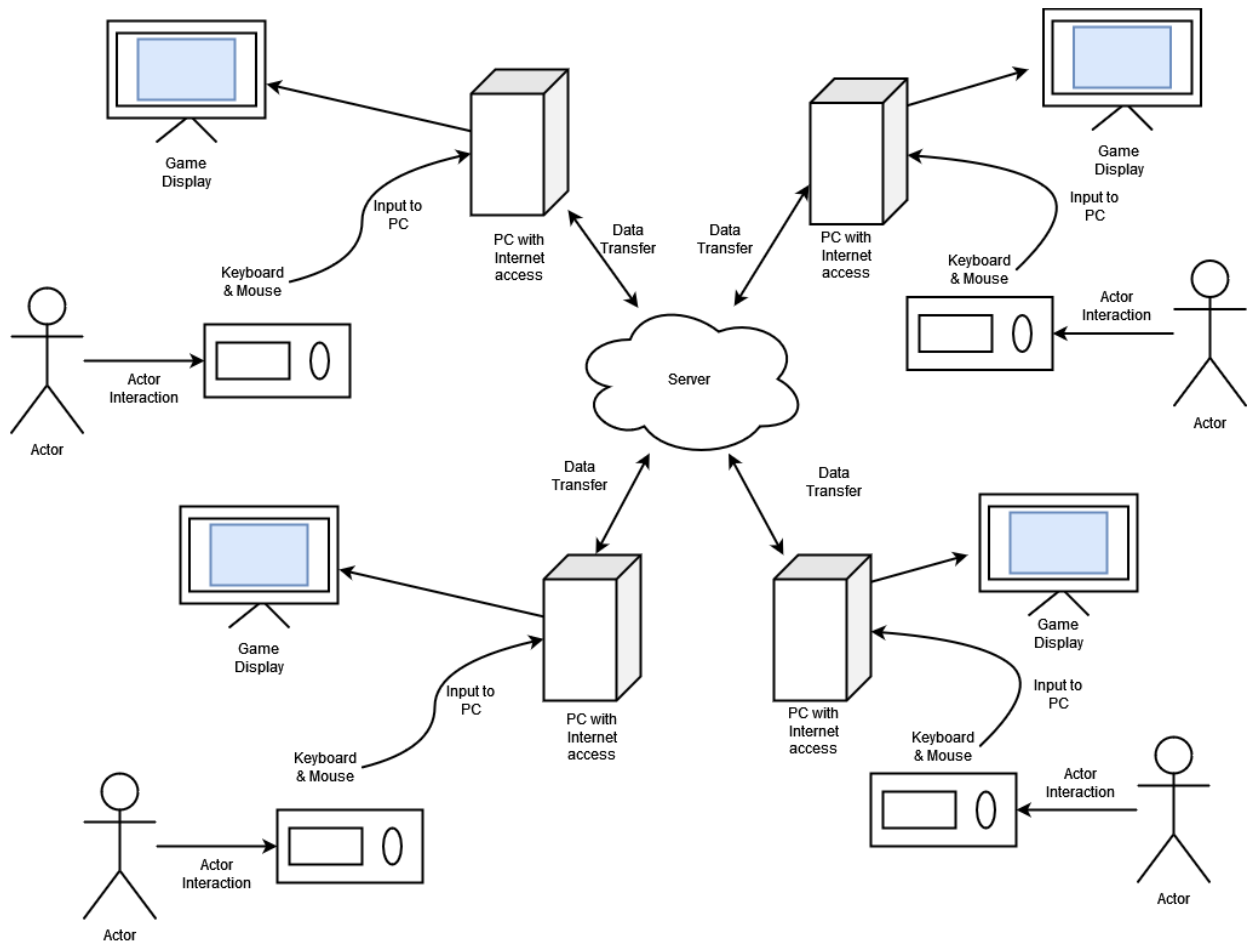 Game
Display
Input to
PC
PC with
Internet
access
Data
Transfer
Keyboard
& Mouse
Actor
Interaction
Actor
Game
Display
Input to
PC
PC with
Internet
access
Data
Transfer
Keyboard
& Mouse
Actor
Interaction
Actor
Server
Data
Transfer
Game
Display
Input to
PC
PC with
Internet
access
Keyboard
& Mouse
Actor
Interaction
Actor
Data
Transfer
Game
Display
Input to
PC
PC with
Internet
access
Keyboard
& Mouse
Actor
Interaction
Actor